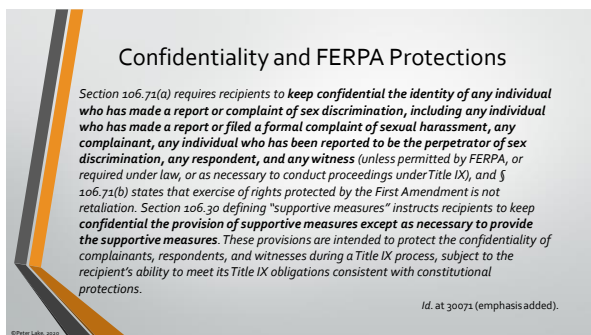 Confidentiality and FERPA Protections
Section 106.71(a) requires recipients to keep confidential the identity of any individual
who has made a report or complaint of sex discrimination, including any individual
who has made a report or filed a formal complaint of sexual harassment, any
complainant, any individual who has been reported to be the perpetrator of sex
discrimination, any respondent, and any witness (unless permitted by FERPA, or
required under law, or as necessary to conduct proceedings under Title IX), and §
106.71(b) states that exercise of rights protected by the First Amendment is not
retaliation. Section 106.30 defining “supportive measures” instructs recipients to keep
confidential the provision of supportive measures except as necessary to provide
the supportive measures. These provisions are intended to protect the confidentiality of
complainants, respondents, and witnesses during a Title IX process, subject to the
recipient’s ability to meet its Title IX obligations consistent with constitutional
protections.
Id. at 30071 (emphasis added).
©Peter Lake, 2020